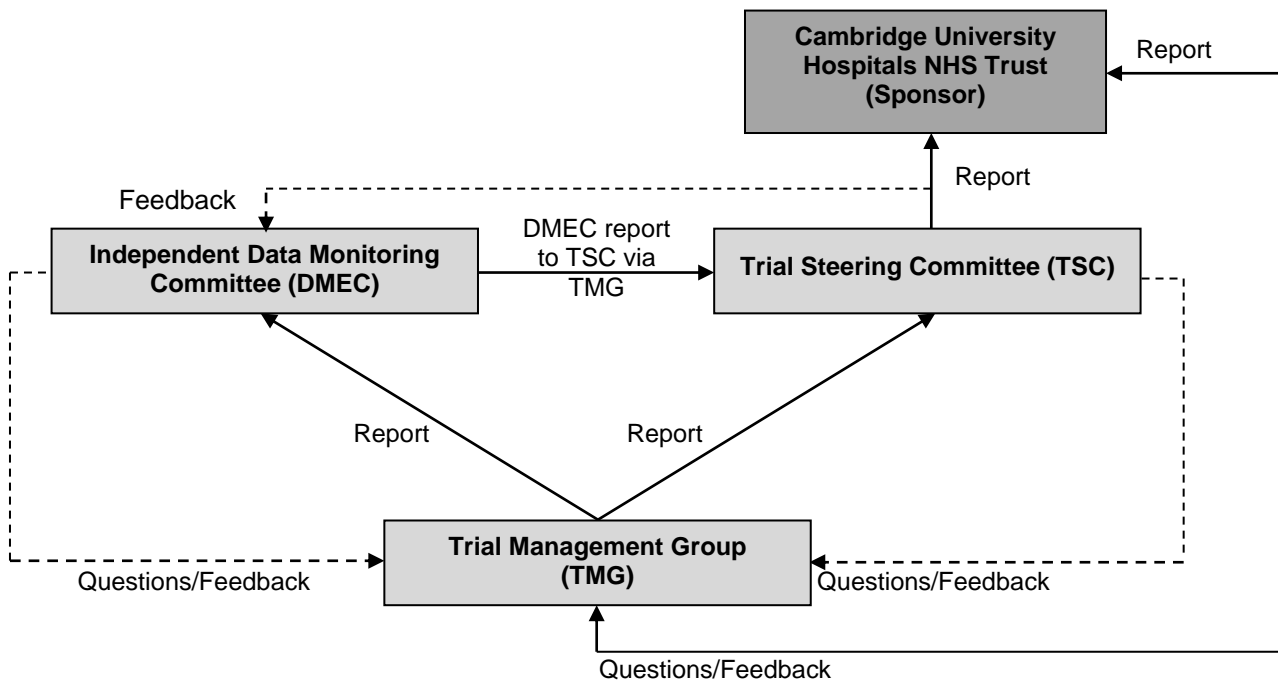 Cambridge University
Hospitals NHS Trust
(Sponsor)
Report
Report
Feedback
DMEC report
to TSC via
TMG
Independent Data Monitoring
Committee (DMEC)
Trial Steering Committee (TSC)
Report
Report
Trial Management Group
(TMG)
Questions/Feedback
Questions/Feedback
Questions/Feedback